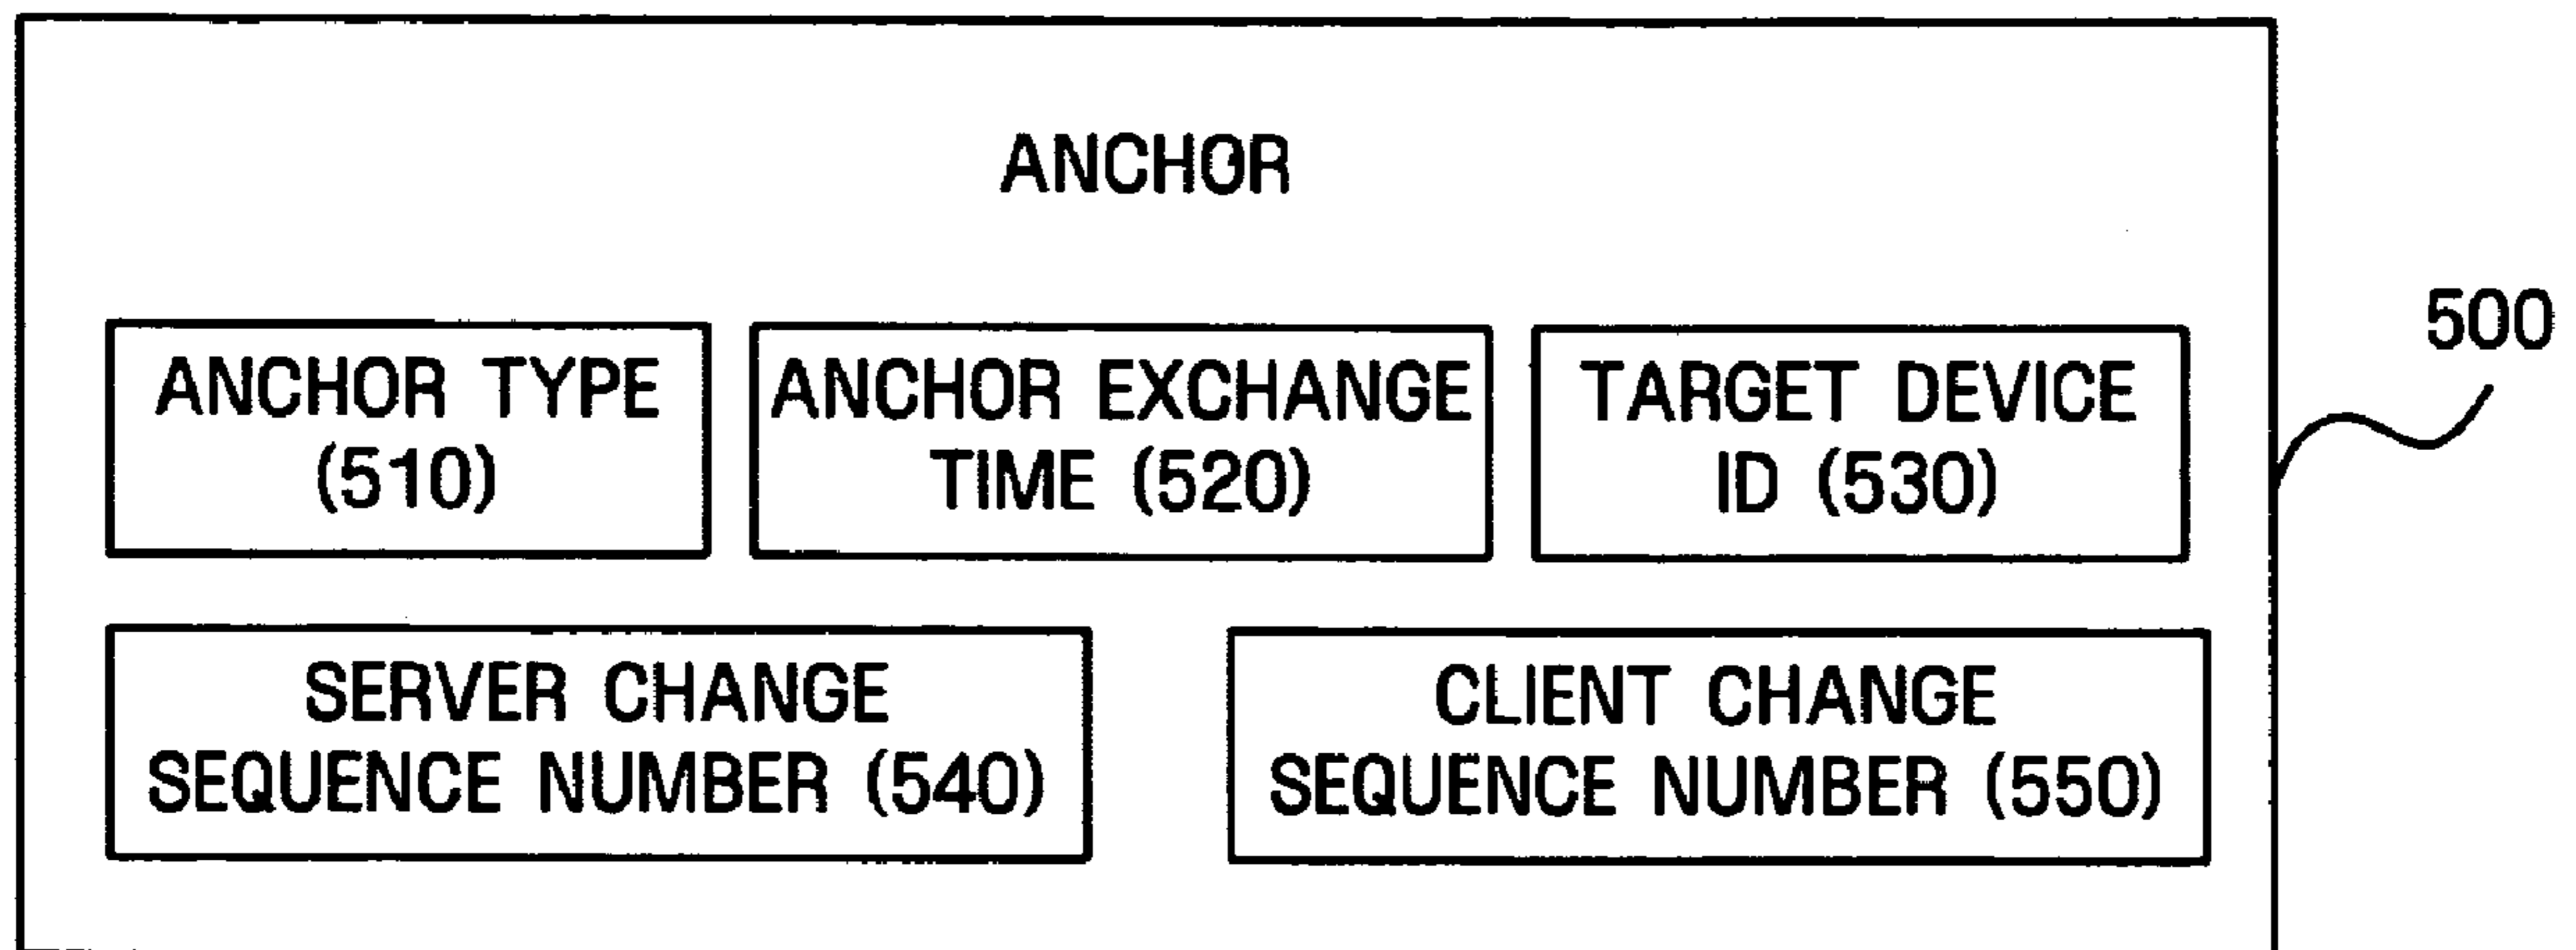 ANCHOR
500
ANCHOR TYPE
(510)
ANCHOR EXCHANGE
TIME (520)
TARGET DEVICE
ID (530)
SERVER CHANGE
SEQUENCE NUMBER (540)
CLIENT CHANGE
SEQUENCE NUMBER (550)